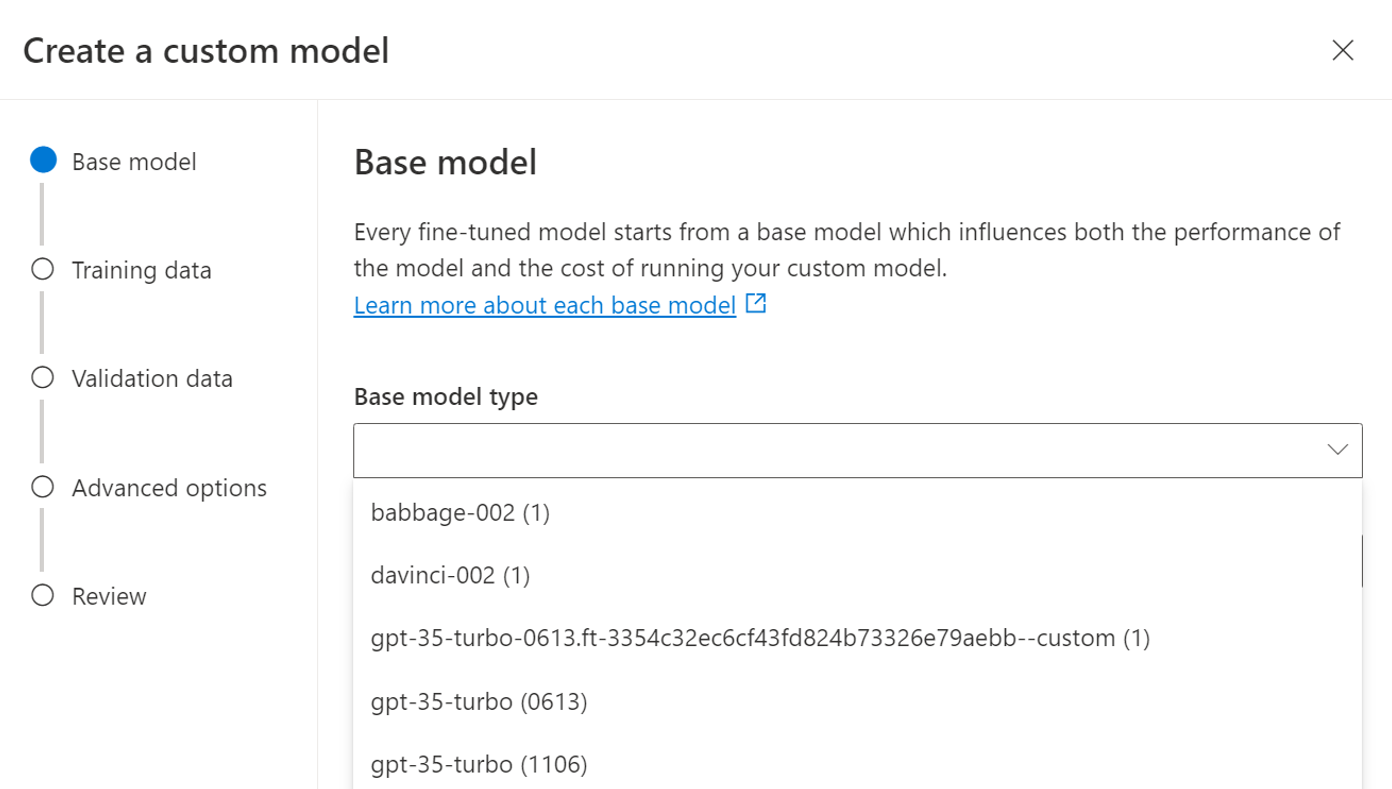 Create a custom model
Base model
Training data
Validation data
Advanced options
Review
Base model
Every fine-tuned model starts from a base model which influences both the performance of
the model and the cost of running your custom model.
Learn more about each base model
Base model type
babbage-002 (1)
davinci-002 (1)
gpt-35-turbo-0613.ft-3354c32ec6cf43fd824b73326e79aebb--custom (1)
gpt-35-turbo (0613)
gpt-35-turbo (1106)